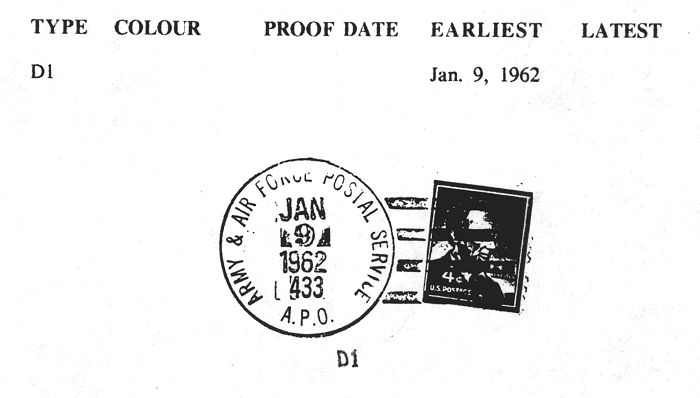 TYPE COLOUR PROOF DATE EARLIEST LATEST
D1 Jan. 9, 1962
ARMY & AIR FORCE POSTAL SERVICE
JAN
9
1962
433
A.P.O.
4¢
U.S. POSTAGE
D1